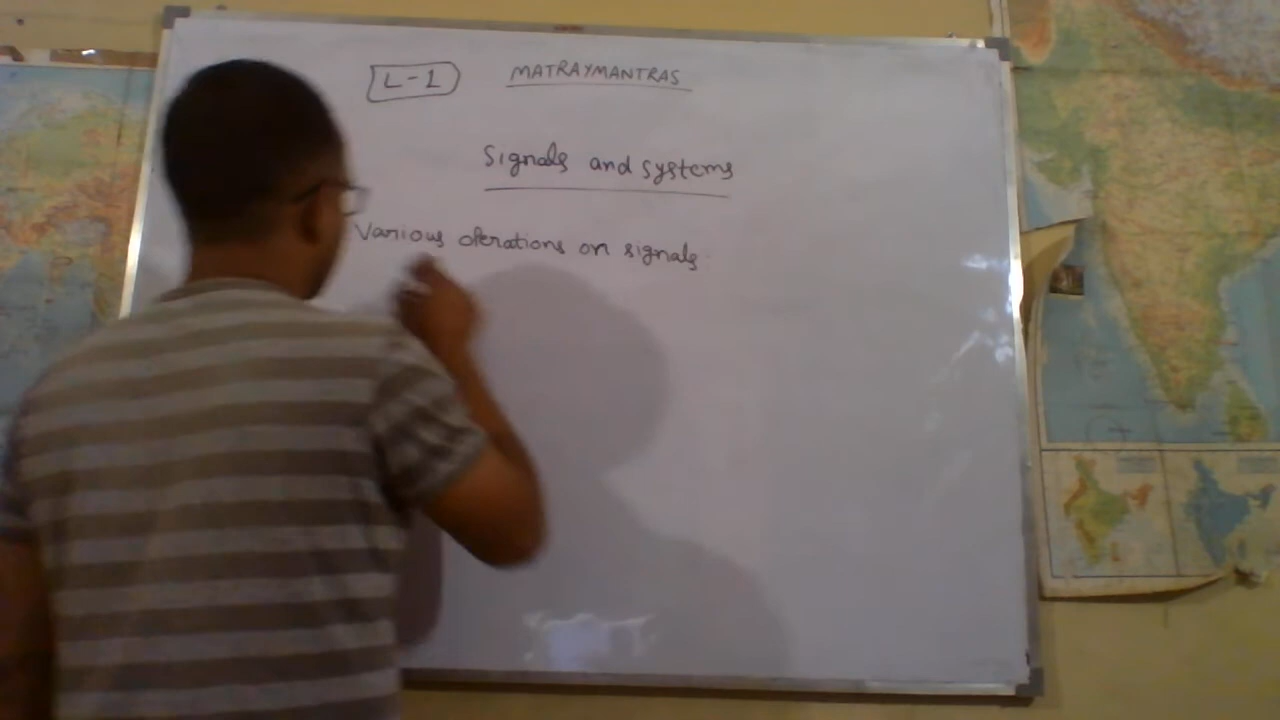 L-1 MATRAYMANTRAS
Signals and systems
Various operations on signals